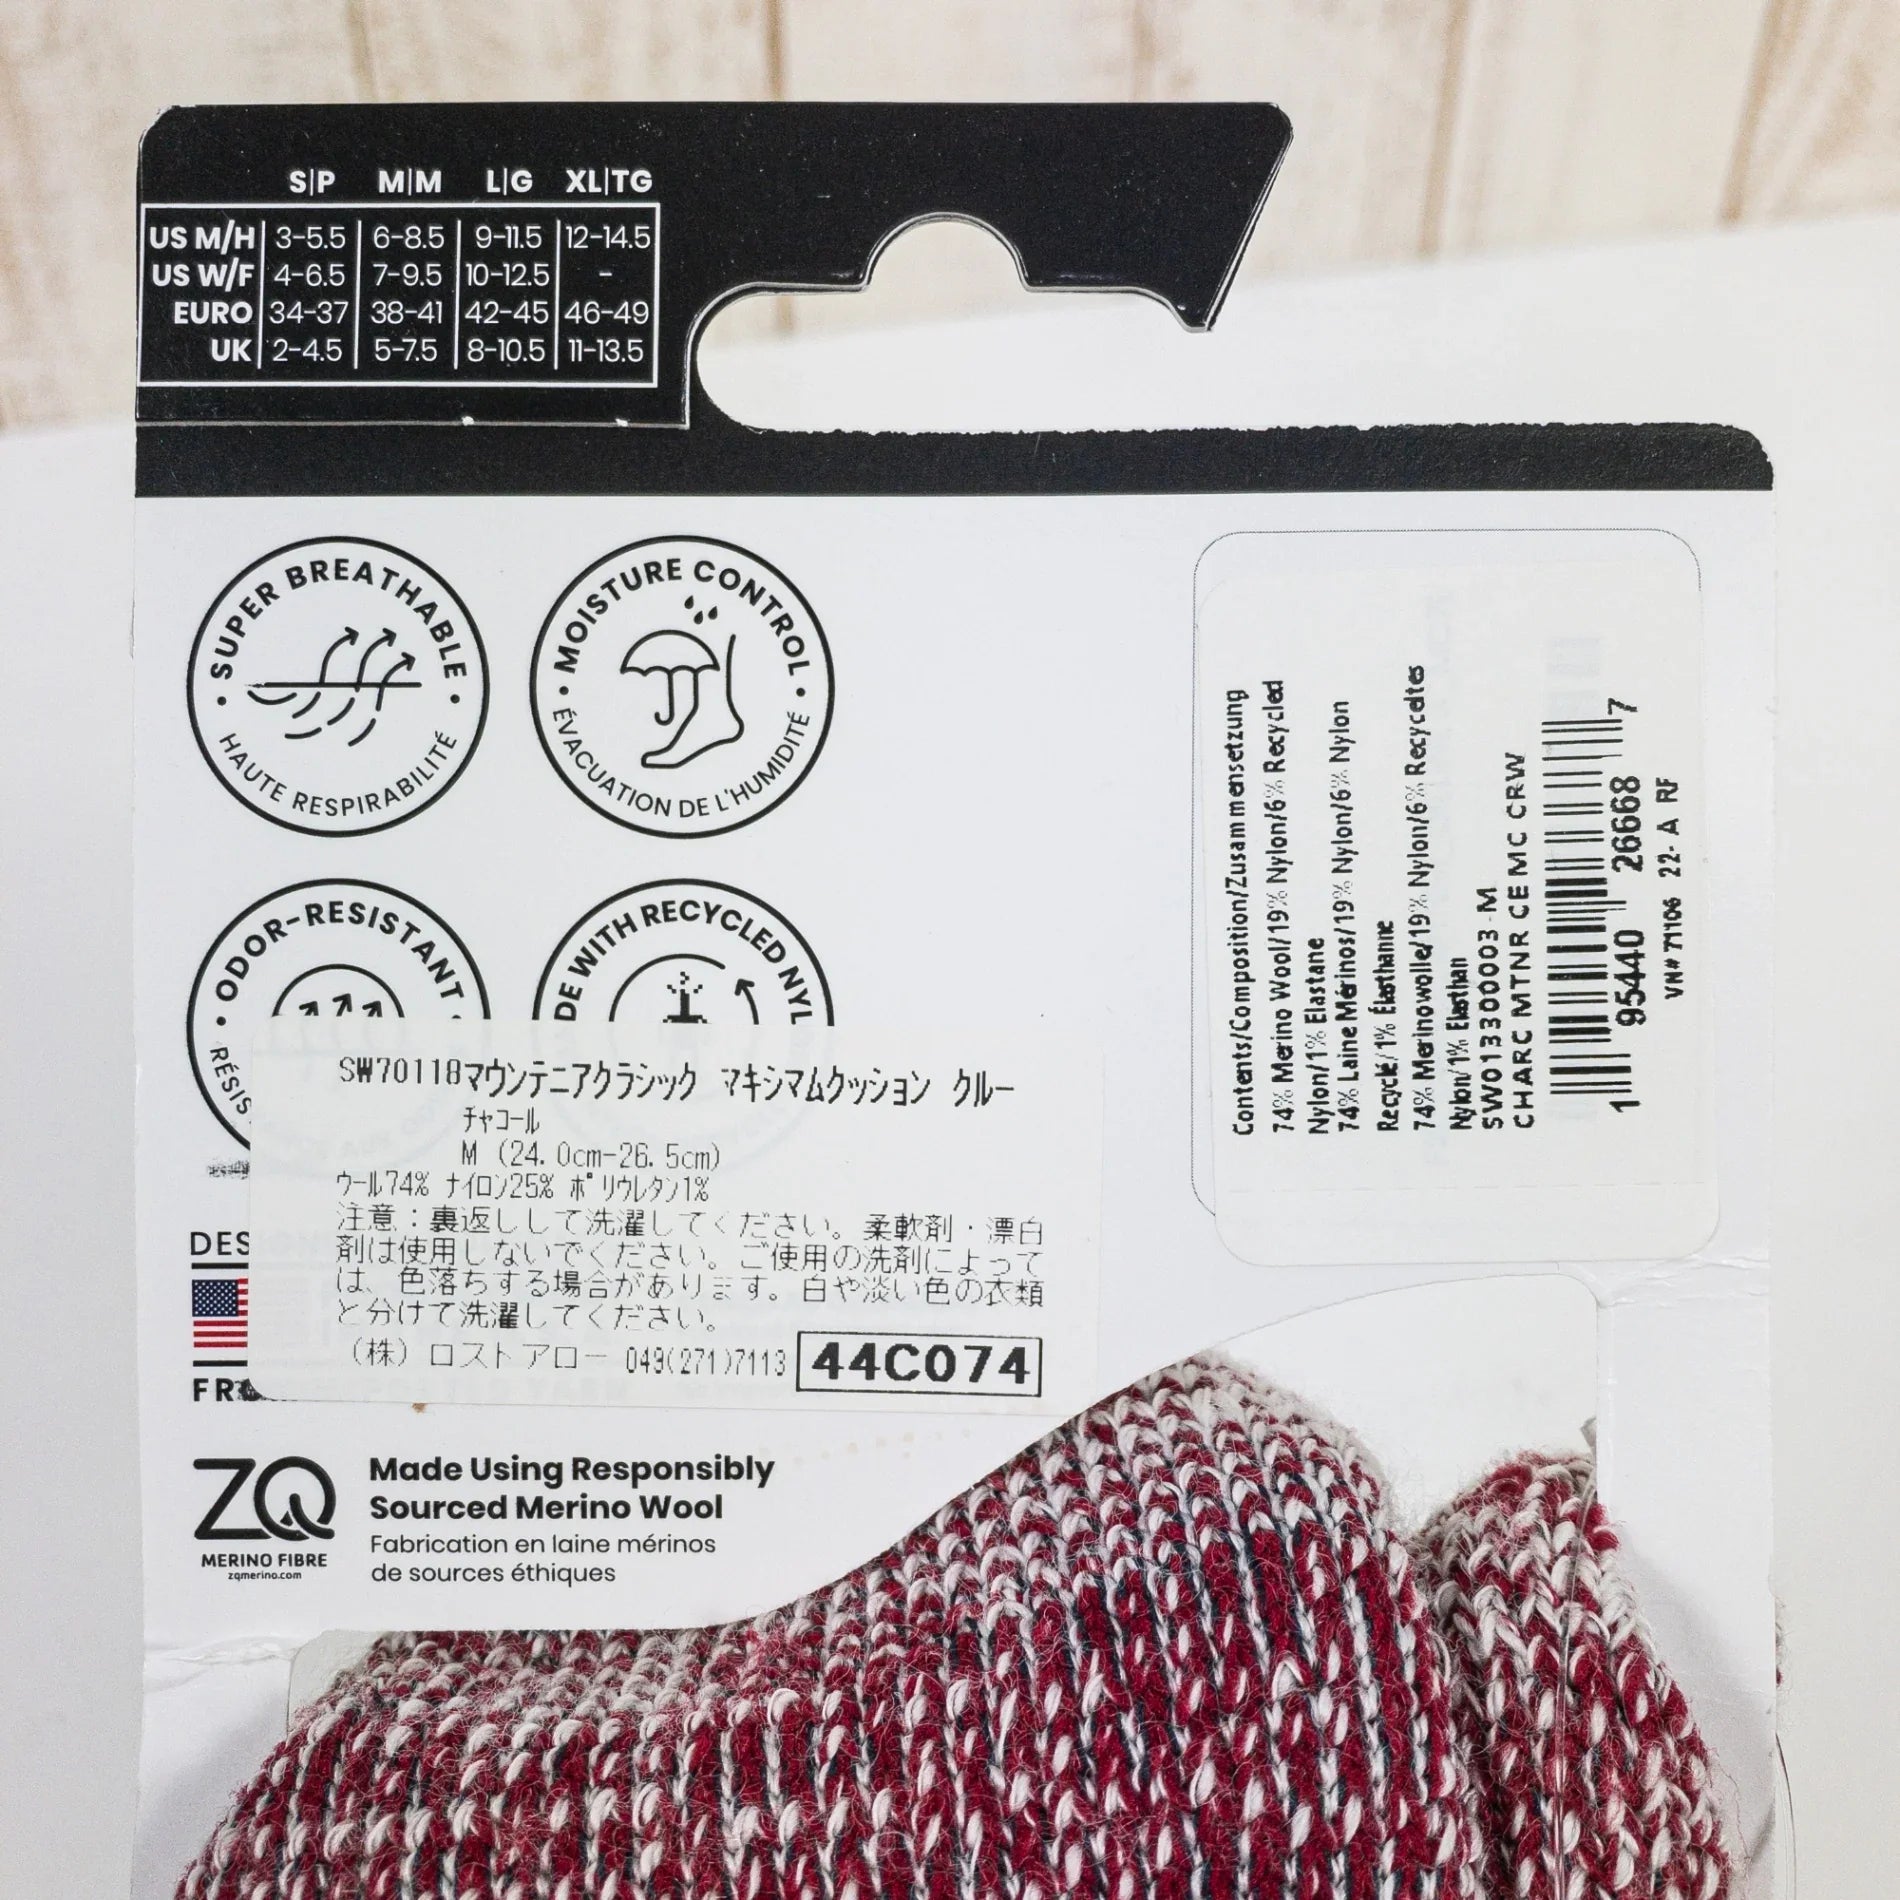 S|P M|M L|G XL|TG
US M/H 3-5.5 6-8.5 9-11.5 12-14.5
US W/F 4-6.5 7-9.5 10-12.5 -
EURO 34-37 38-41 42-45 46-49
UK 2-4.5 5-7.5 8-10.5 11-13.5
• SUPER BREATHABLE •
HAUTE RESPIRABILITÉ
• MOISTURE CONTROL •
ÉVACUATION DE L'HUMIDITÉ
• ODOR-RESISTANT •
RÉSIS
DE WITH RECYCLED NYL
SW70118マウンテニアクラシック マキシマムクッション クルー
チャコール
M (24.0cm-26.5cm)
ウール74% ナイロン25% ポリウレタン1%
注意：裏返しして洗濯してください。柔軟剤・漂白
剤は使用しないでください。ご使用の洗剤によって
は、色落ちする場合があります。白や淡い色の衣類
と分けて洗濯してください。
(株) ロストアロー 049(271)7113 44C074
DES
FR
ZQ
MERINO FIBRE
zqmerino.com
Made Using Responsibly
Sourced Merino Wool
Fabrication en laine mérinos
de sources éthiques
Contents/Composition/Zusammensetzung
74% Merino Wool/19% Nylon/6% Recycled
Nylon/1% Elastane
74% Laine Mérinos/19% Nylon/6% Nylon
Recyclé/1% Élasthanne
74% Merinowolle/19% Nylon/6% Recyceltes
Nylon/1% Elasthan
SW013300003-M
CHARC MTNR CE MC CRW
1 95440 26668 7
VN# 71106 22- A RF